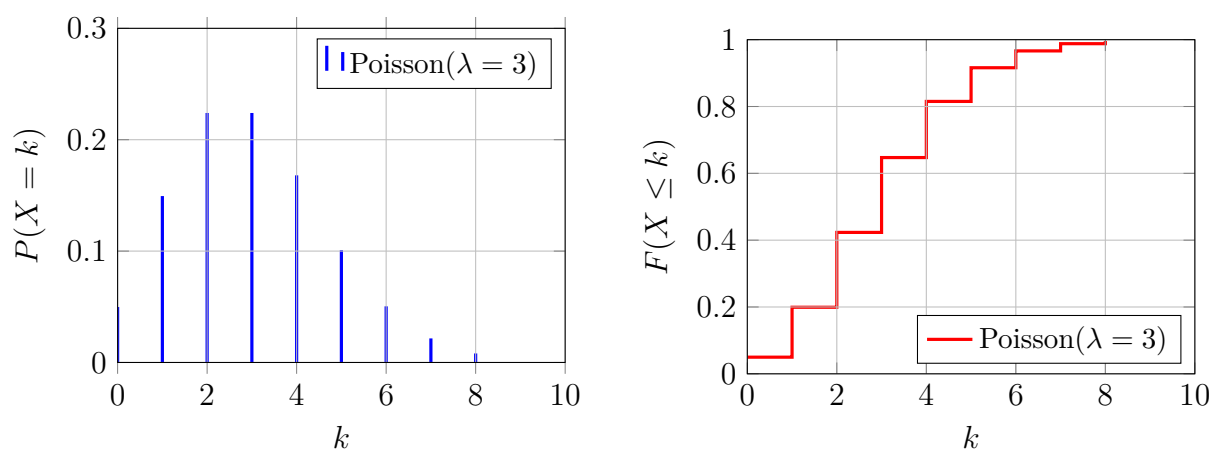 0.3
0.2
0.1
0
P(X = k)
Poisson(λ = 3)
0 2 4 6 8 10
k
1
0.8
0.6
0.4
0.2
0
F(X ≤ k)
Poisson(λ = 3)
0 2 4 6 8 10
k